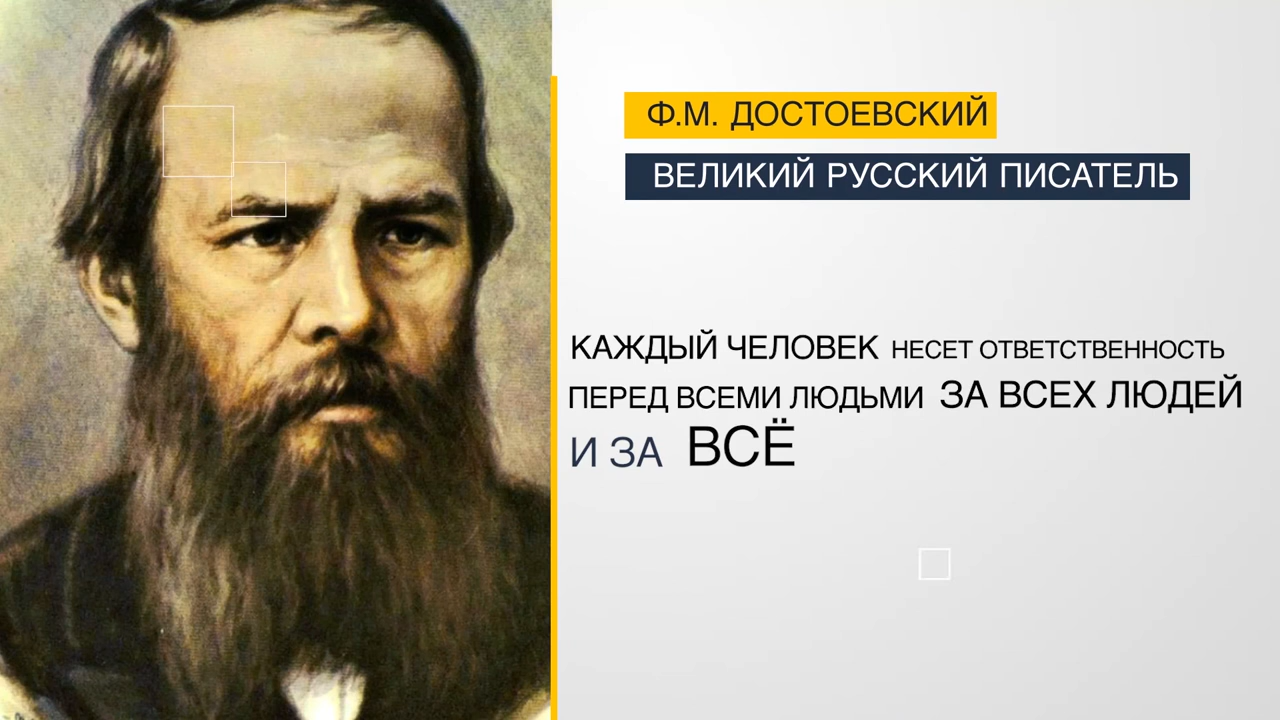 Ф.М. ДОСТОЕВСКИЙ
ВЕЛИКИЙ РУССКИЙ ПИСАТЕЛЬ
КАЖДЫЙ ЧЕЛОВЕК НЕСЕТ ОТВЕТСТВЕННОСТЬ
ПЕРЕД ВСЕМИ ЛЮДЬМИ ЗА ВСЕХ ЛЮДЕЙ
И ЗА ВСЁ